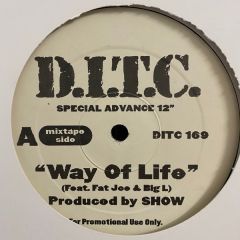 D.I.T.C.
SPECIAL ADVANCE 12"
A mixtape side DITC 169
"Way Of Life"
(Feat. Fat Joe & Big L)
Produced by SHOW
For Promotional Use Only.